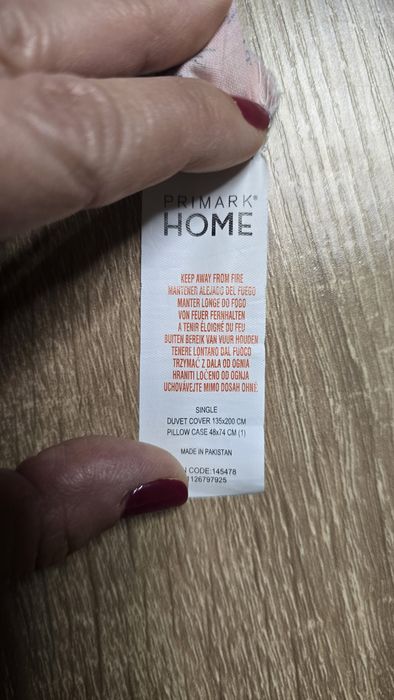 PRIMARK®
HOME
KEEP AWAY FROM FIRE
MANTENER ALEJADO DEL FUEGO
MANTER LONGE DO FOGO
VON FEUER FERNHALTEN
A TENIR ÉLOIGNÉ DU FEU
BUITEN BEREIK VAN VUUR HOUDEN
TENERE LONTANO DAL FUOCO
TRZYMAĆ Z DALA OD OGNIA
HRANITI LOČENO OD OGNJA
UCHOVÁVEJTE MIMO DOSAH OHNĚ
SINGLE
DUVET COVER 135x200 CM
PILLOW CASE 48x74 CM (1)
MADE IN PAKISTAN
CODE:145478
1126797925